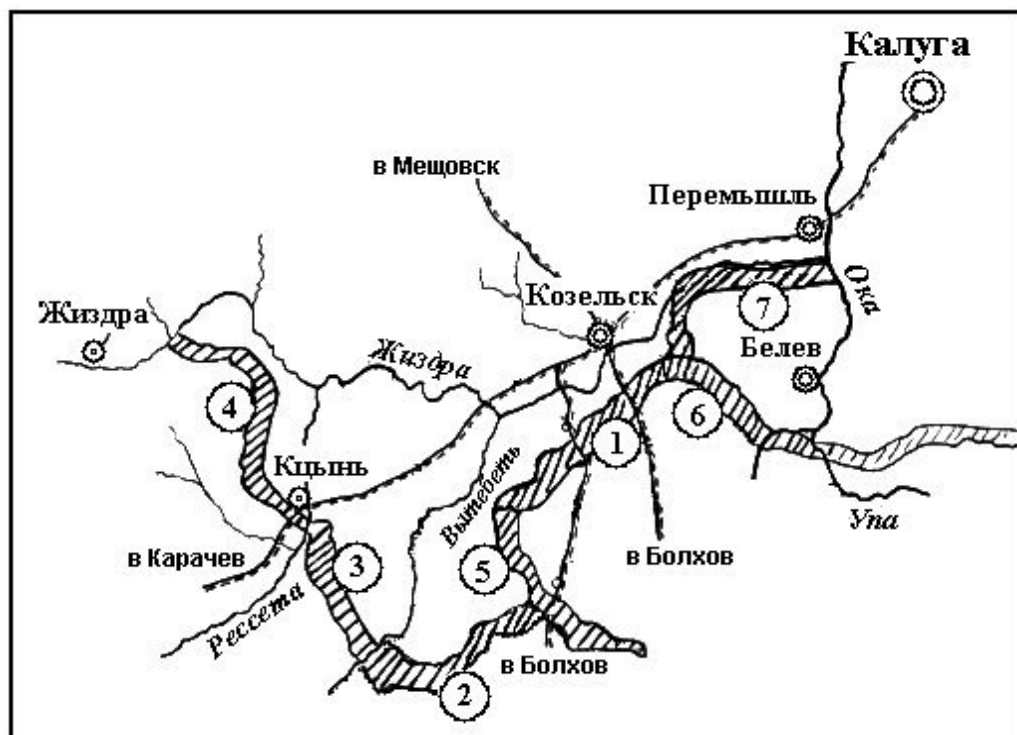 Калуга
в Мещовск
Перемышль
Ока
Козельск
7
Жиздра
Белев
Жиздра
4
6
1
Кцынь
Вытебеть
Упа
в Карачев
3
5
в Болхов
Рессета
в Болхов
2